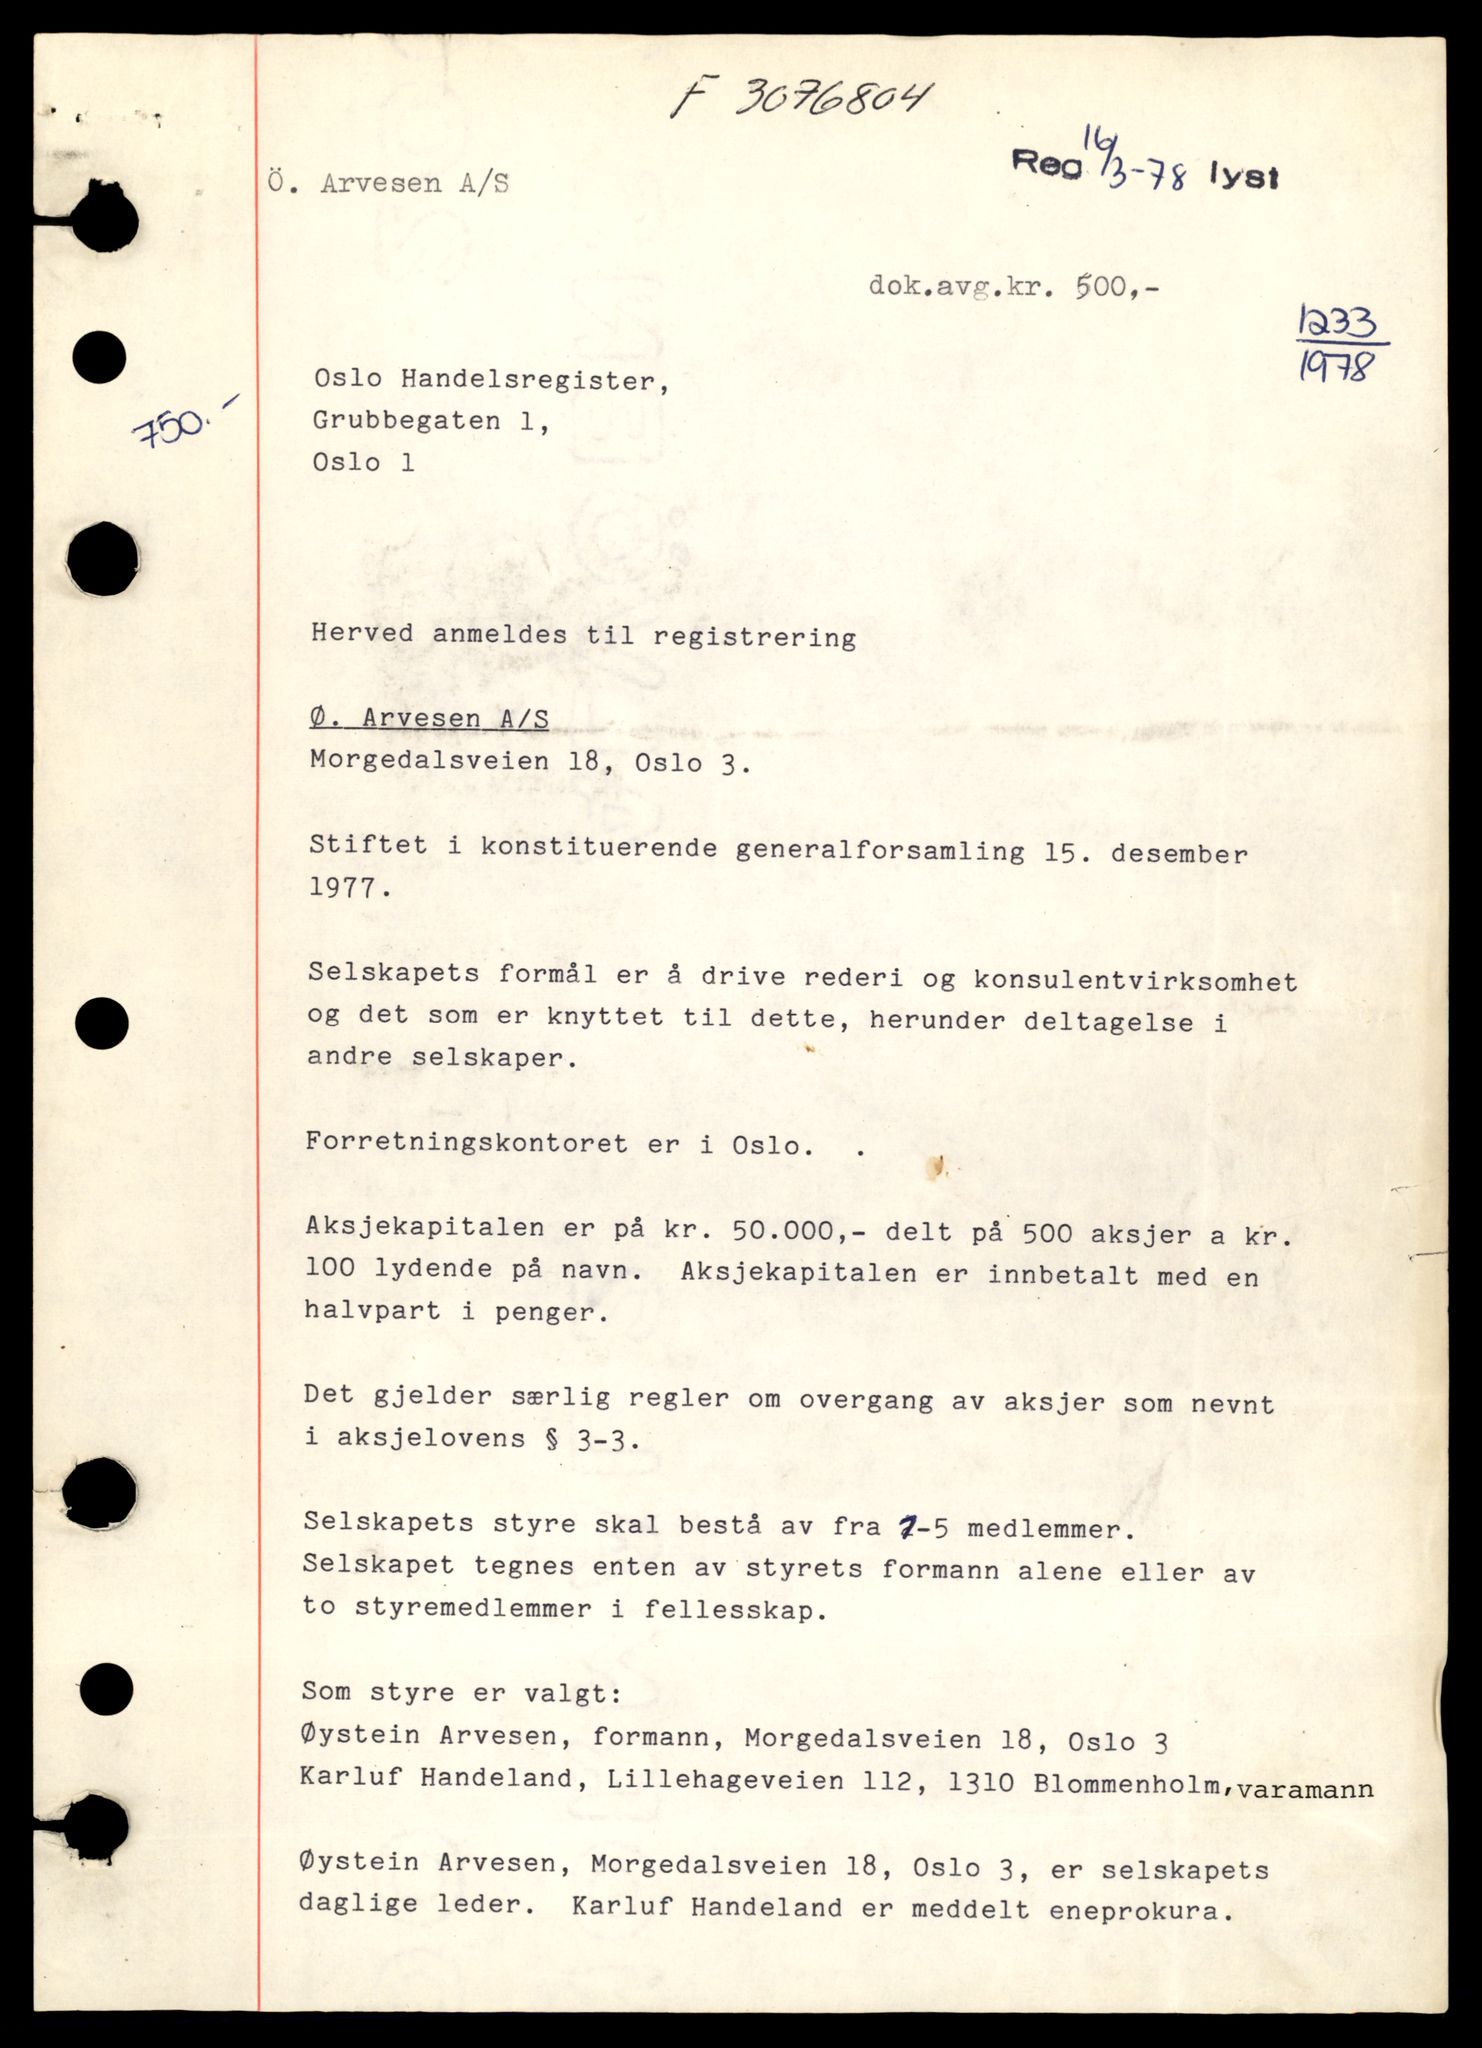 F 3076804
Reg 16/3-78 lyst
Ö. Arvesen A/S
dok.avg.kr. 500,-
1233
1978
Oslo Handelsregister,
Grubbegaten 1,
Oslo 1
750.-
Herved anmeldes til registrering
Ø. Arvesen A/S
Morgedalsveien 18, Oslo 3.
Stiftet i konstituerende generalforsamling 15. desember
1977.
Selskapets formål er å drive rederi og konsulentvirksomhet
og det som er knyttet til dette, herunder deltagelse i
andre selskaper.
Forretningskontoret er i Oslo. .
Aksjekapitalen er på kr. 50.000,- delt på 500 aksjer a kr.
100 lydende på navn. Aksjekapitalen er innbetalt med en
halvpart i penger.
Det gjelder særlig regler om overgang av aksjer som nevnt
i aksjelovens § 3-3.
Selskapets styre skal bestå av fra 1-5 medlemmer.
Selskapet tegnes enten av styrets formann alene eller av
to styremedlemmer i fellesskap.
Som styre er valgt:
Øystein Arvesen, formann, Morgedalsveien 18, Oslo 3
Karluf Handeland, Lillehageveien 112, 1310 Blommenholm, varamann
Øystein Arvesen, Morgedalsveien 18, Oslo 3, er selskapets
daglige leder. Karluf Handeland er meddelt eneprokura.